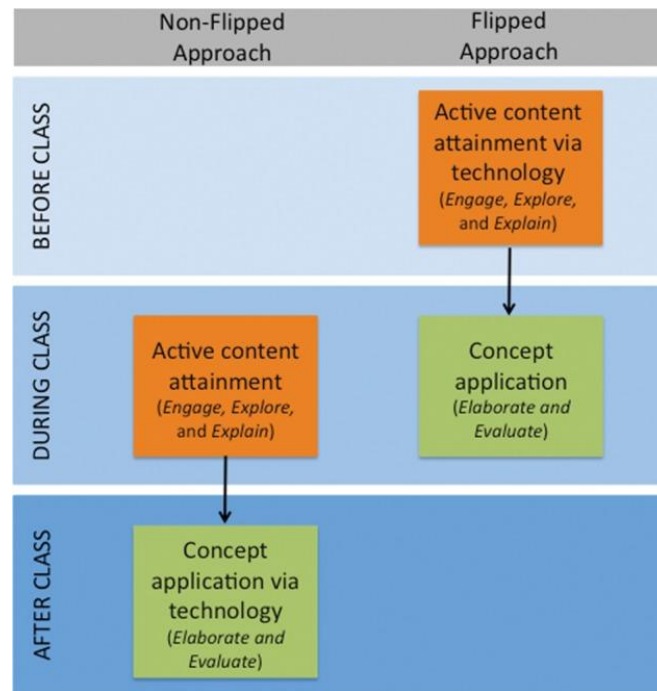 Non-Flipped
Approach
Flipped
Approach
BEFORE CLASS
Active content
attainment via
technology
(Engage, Explore,
and Explain)
DURING CLASS
Active content
attainment
(Engage, Explore,
and Explain)
Concept
application
(Elaborate and
Evaluate)
AFTER CLASS
Concept
application via
technology
(Elaborate and
Evaluate)